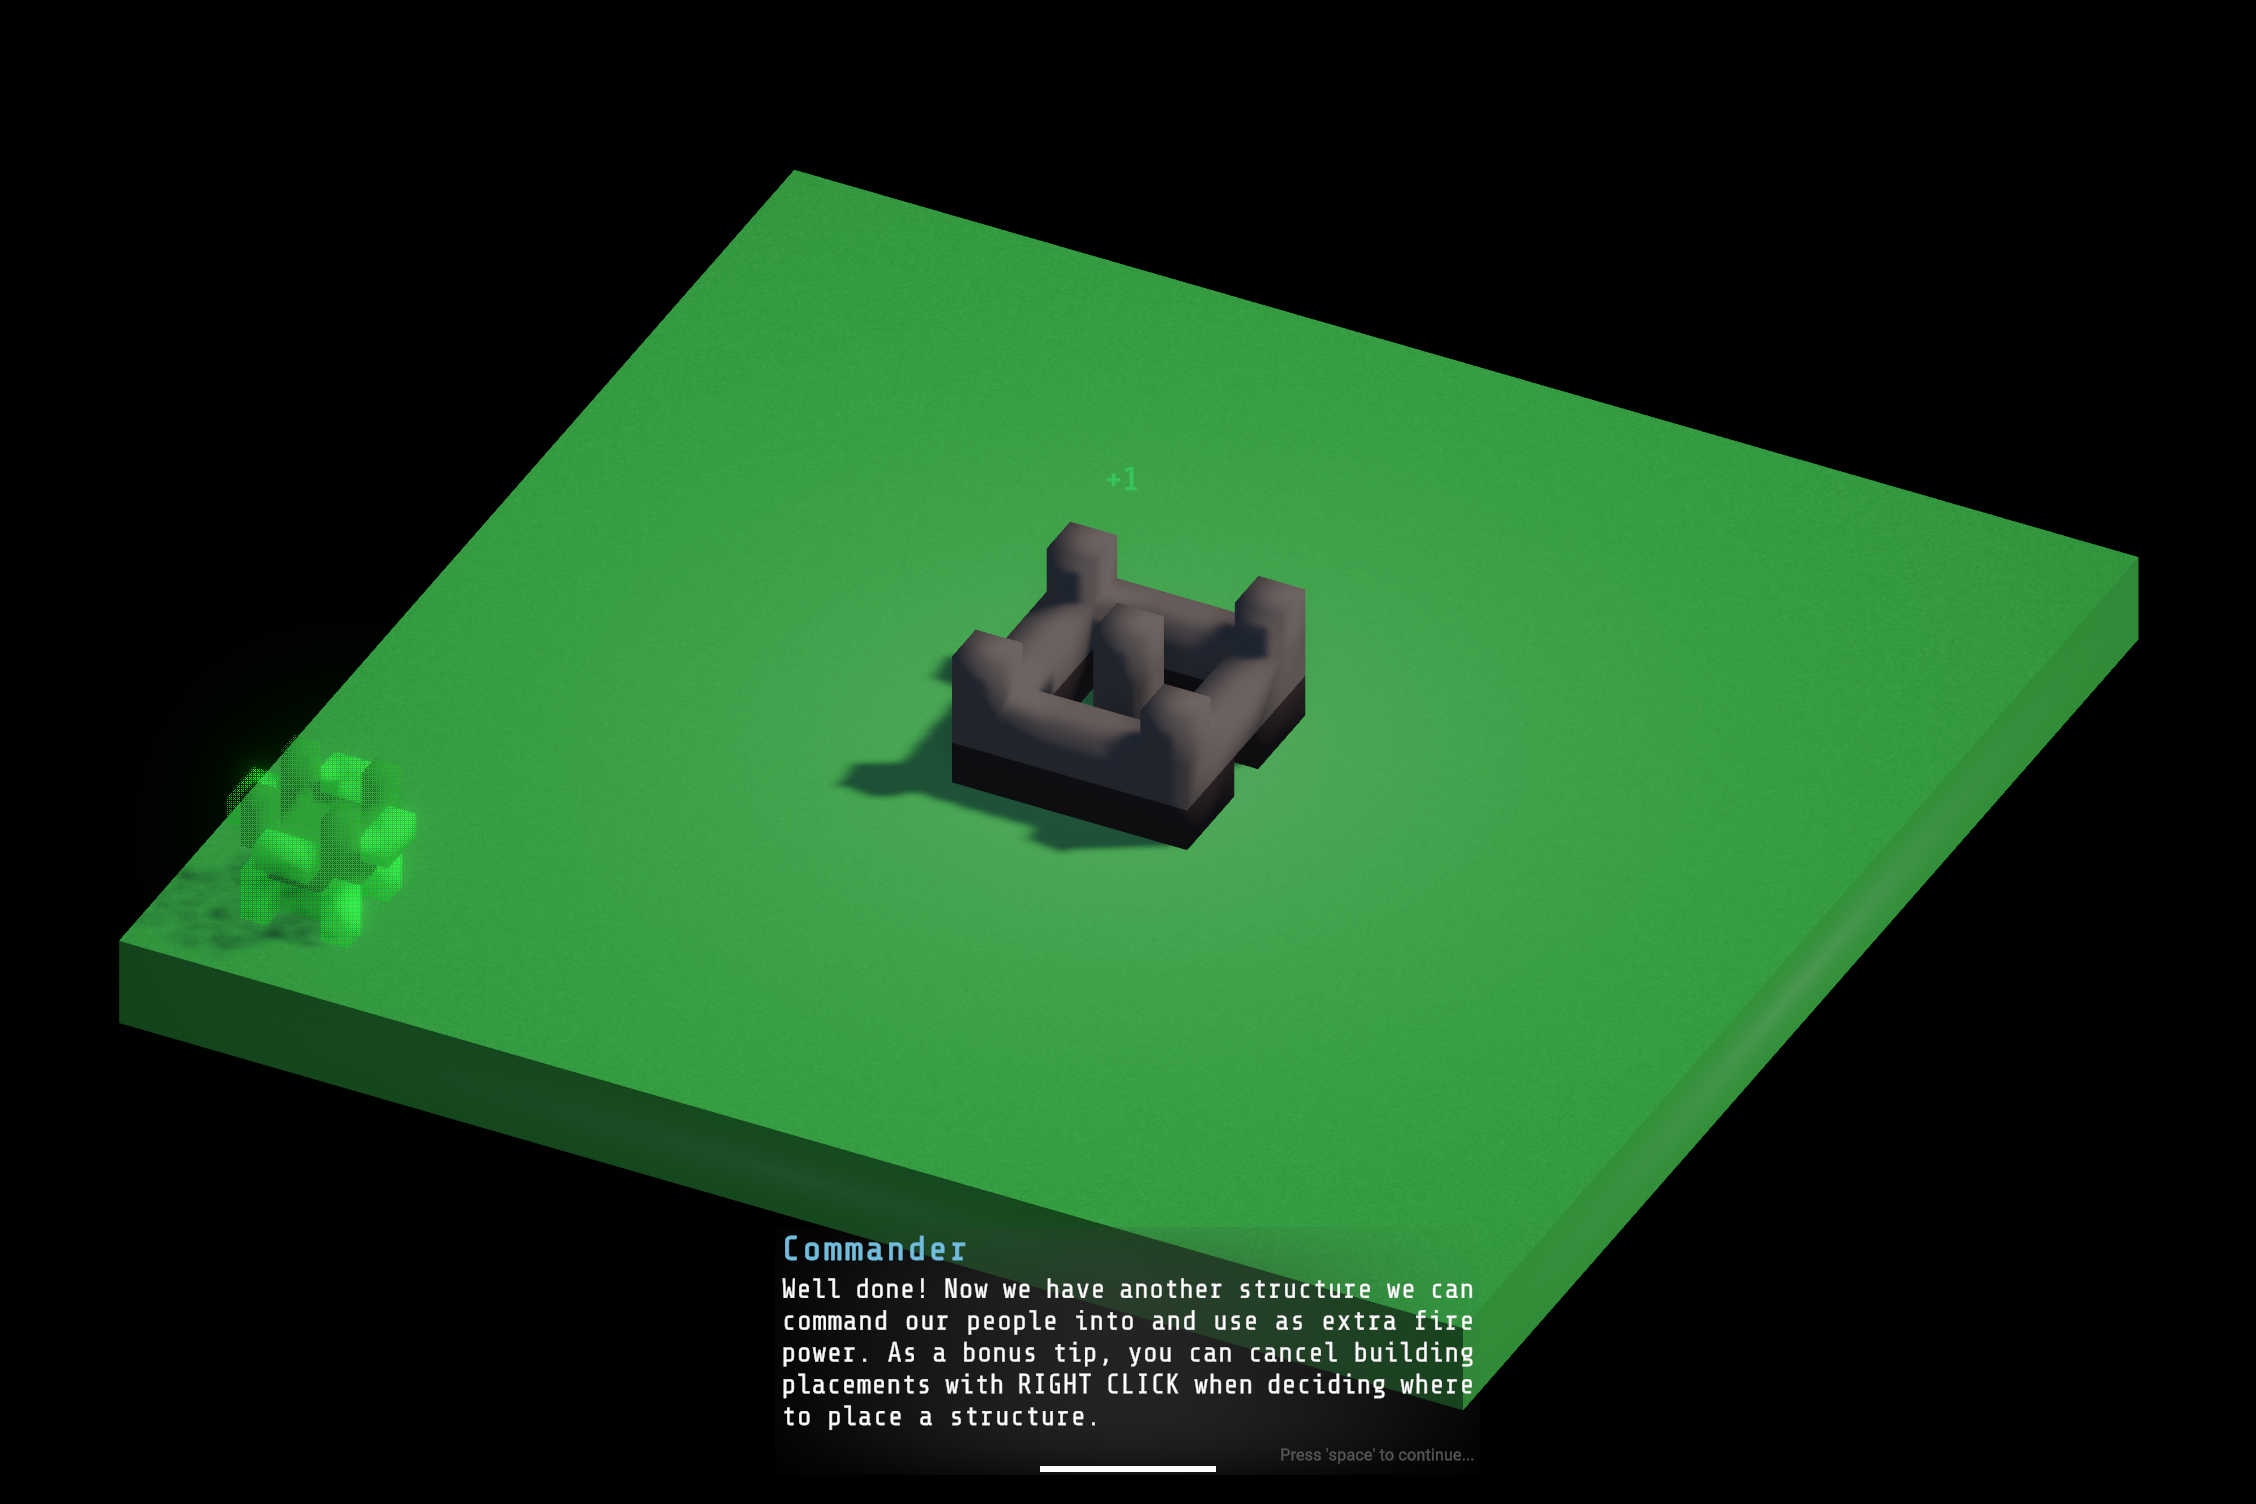 +1
Commander
Well done! Now we have another structure we can
command our people into and use as extra fire
power. As a bonus tip, you can cancel building
placements with RIGHT CLICK when deciding where
to place a structure.
Press 'space' to continue...